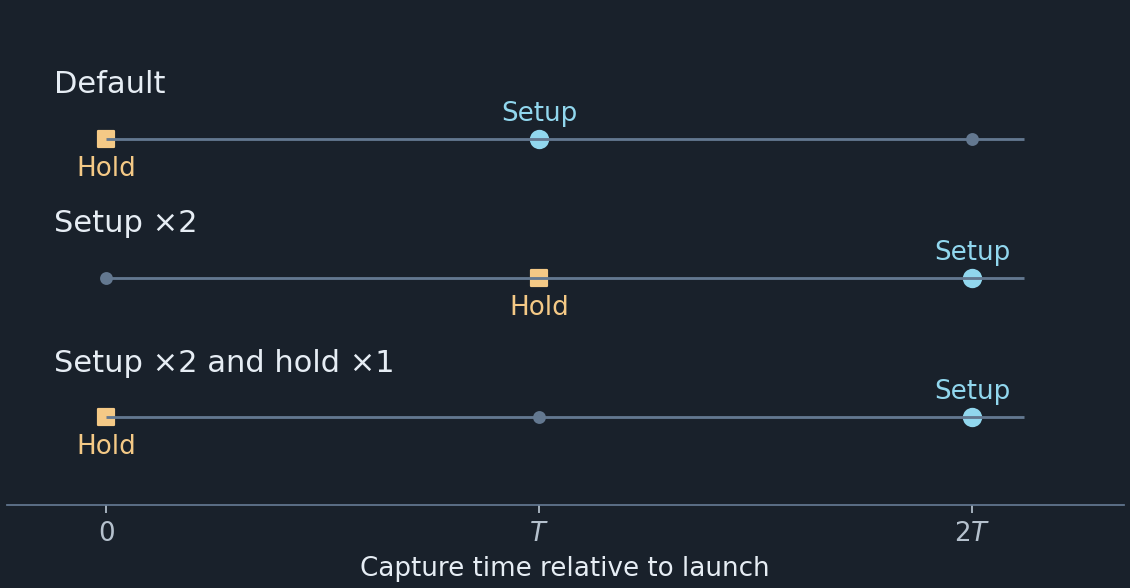 Default
Setup
Hold
Setup ×2
Setup
Hold
Setup ×2 and hold ×1
Setup
Hold
0 T 2T
Capture time relative to launch